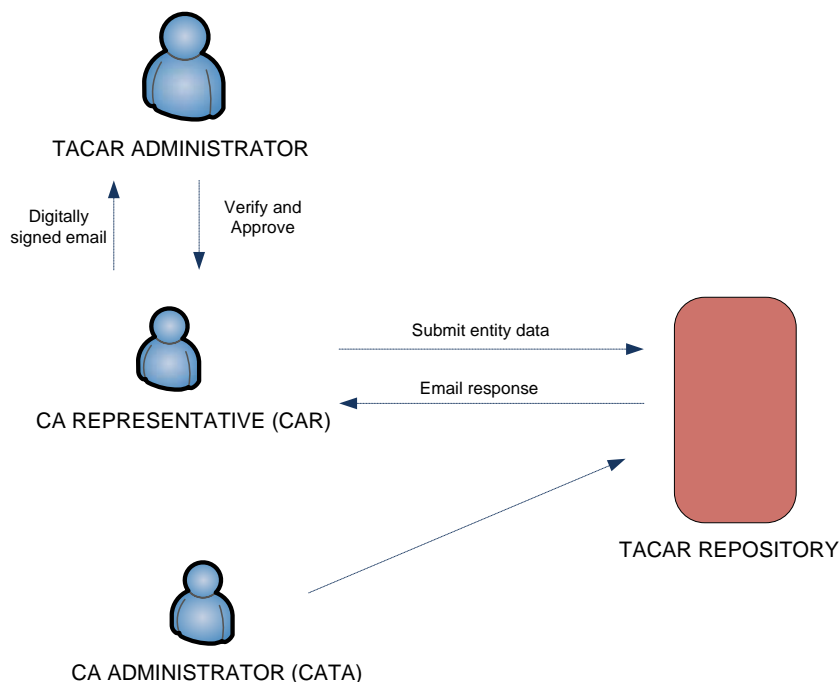 TACAR ADMINISTRATOR
Digitally
signed email
Verify and
Approve
Submit entity data
Email response
CA REPRESENTATIVE (CAR)
TACAR REPOSITORY
CA ADMINISTRATOR (CATA)